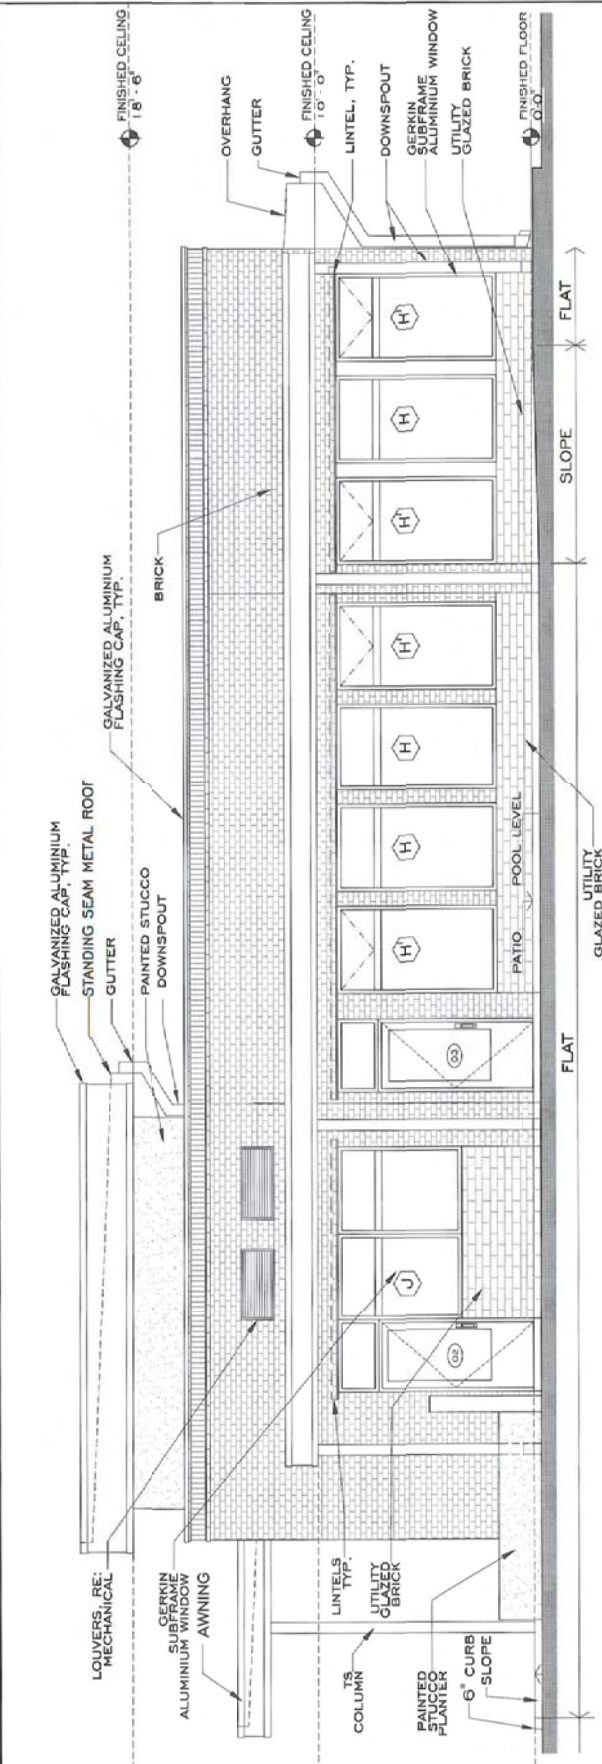 GALVANIZED ALUMINIUM
FLASHING CAP, TYP.
STANDING SEAM METAL ROOF
GUTTER
PAINTED STUCCO
DOWNSPOUT
GALVANIZED ALUMINIUM
FLASHING CAP, TYP.
BRICK
FINISHED CELING
18'-6"
OVERHANG
GUTTER
FINISHED CELING
10'-0"
LINTEL, TYP.
DOWNSPOUT
GERKIN
SUBFRAME
ALUMINIUM WINDOW
UTILITY
GLAZED BRICK
FINISHED FLOOR
0'-0"
LOUVERS, RE:
MECHANICAL
GERKIN
SUBFRAME
ALUMINIUM WINDOW
AWNING
LINTELS
TYP.
UTILITY
GLAZED
BRICK
TS
COLUMN
PAINTED
STUCCO
PLANTER
6" CURB
SLOPE
02
J
03
H'
H
H
H'
H'
H
H'
PATIO
POOL LEVEL
FLAT
UTILITY
GLAZED BRICK
SLOPE
FLAT